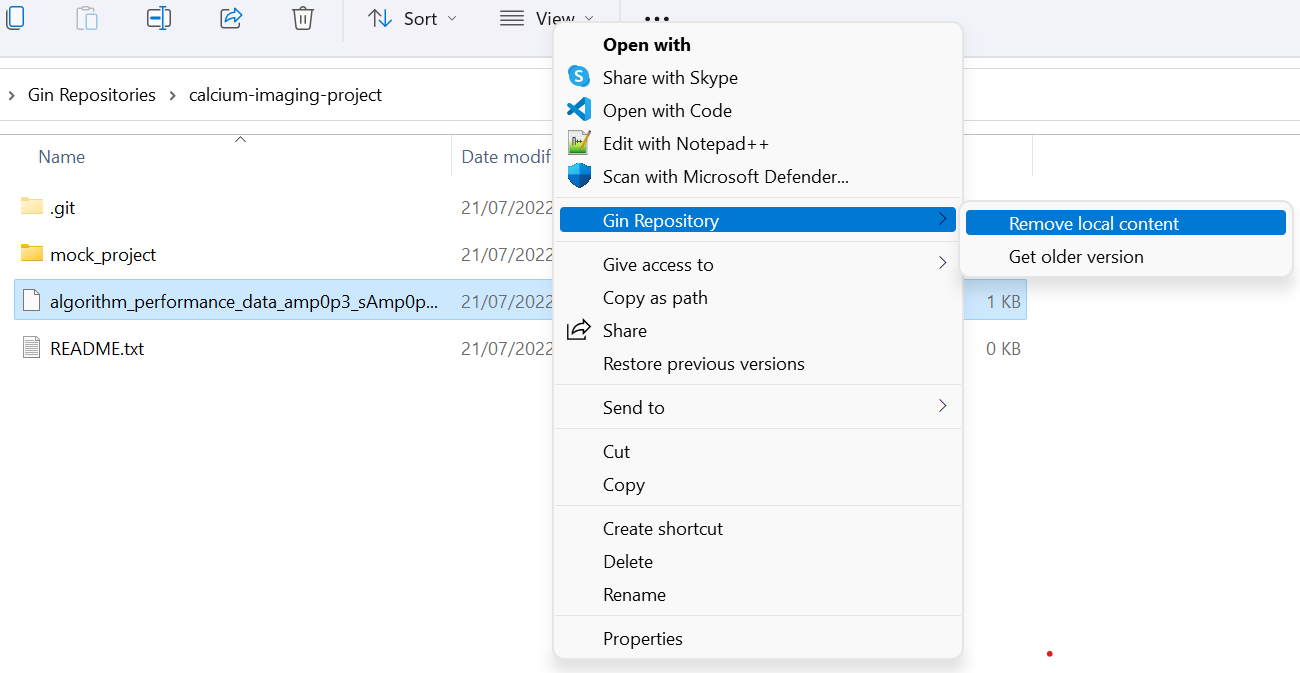 Sort
View
Gin Repositories
calcium-imaging-project
Name
Date modif
.git
21/07/2022
mock_project
21/07/2022
algorithm_performance_data_amp0p3_sAmp0p...
21/07/2022
1 KB
README.txt
21/07/2022
0 KB
Open with
Share with Skype
Open with Code
Edit with Notepad++
Scan with Microsoft Defender...
Gin Repository
Give access to
Copy as path
Share
Restore previous versions
Send to
Cut
Copy
Create shortcut
Delete
Rename
Properties
Remove local content
Get older version